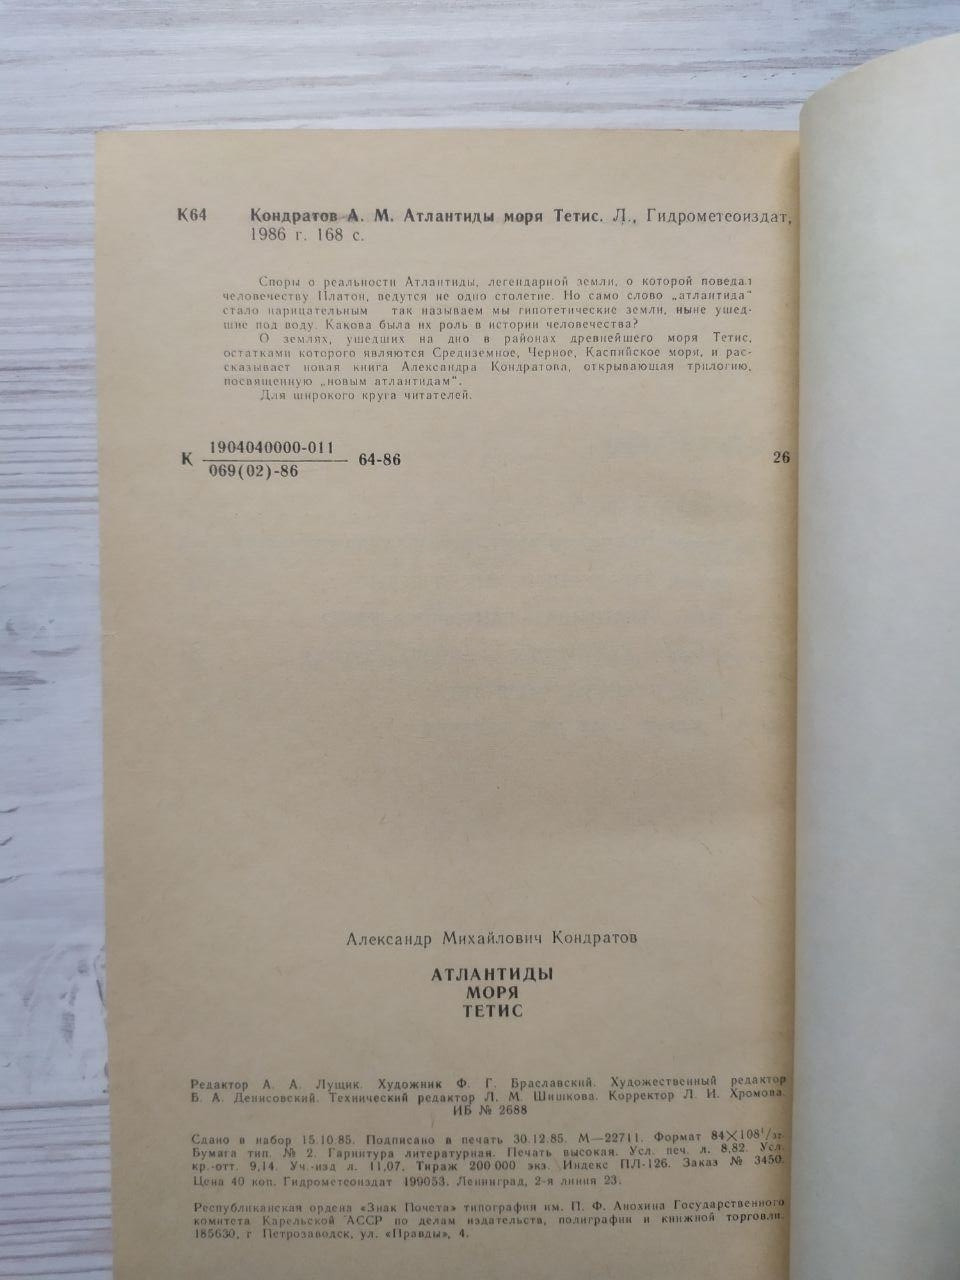 К64 Кондратов А. М. Атлантиды моря Тетис. Л., Гидрометеоиздат,
1986 г. 168 с.
Споры о реальности Атлантиды, легендарной земли, о которой поведал
человечеству Платон, ведутся не одно столетие. Но само слово „атлантида“
стало нарицательным так называем мы гипотетические земли, ныне ушед-
шие под воду. Какова была их роль в истории человечества?
О землях, ушедших на дно в районах древнейшего моря Тетис,
остатками которого являются Средиземное, Черное, Каспийское моря, и рас-
сказывает новая книга Александра Кондратова, открывающая трилогию,
посвященную „новым атлантидам“.
Для широкого круга читателей.
1904040000-011
К ——— 64-86 26
069(02)-86
Александр Михайлович Кондратов
АТЛАНТИДЫ
МОРЯ
ТЕТИС
Редактор А. А. Лущик. Художник Ф. Г. Браславский. Художественный редактор
Б. А. Денисовский. Технический редактор Л. М. Шишкова. Корректор Л. И. Хромова.
ИБ № 2688
Сдано в набор 15.10.85. Подписано в печать 30.12.85. М—22711. Формат 84×108¹/₃₂.
Бумага тип. № 2. Гарнитура литературная. Печать высокая. Усл. печ. л. 8,82. Усл.
кр.-отт. 9,14. Уч.-изд л. 11,07. Тираж 200 000 экз. Индекс ПЛ-126. Заказ № 3450.
Цена 40 коп. Гидрометеоиздат 199053. Ленинград, 2-я линия 23.
Республиканская ордена «Знак Почета» типография им. П. Ф. Анохина Государственного
комитета Карельской АССР по делам издательств, полиграфии и книжной торговли.
185630, г Петрозаводск, ул. «Правды», 4.